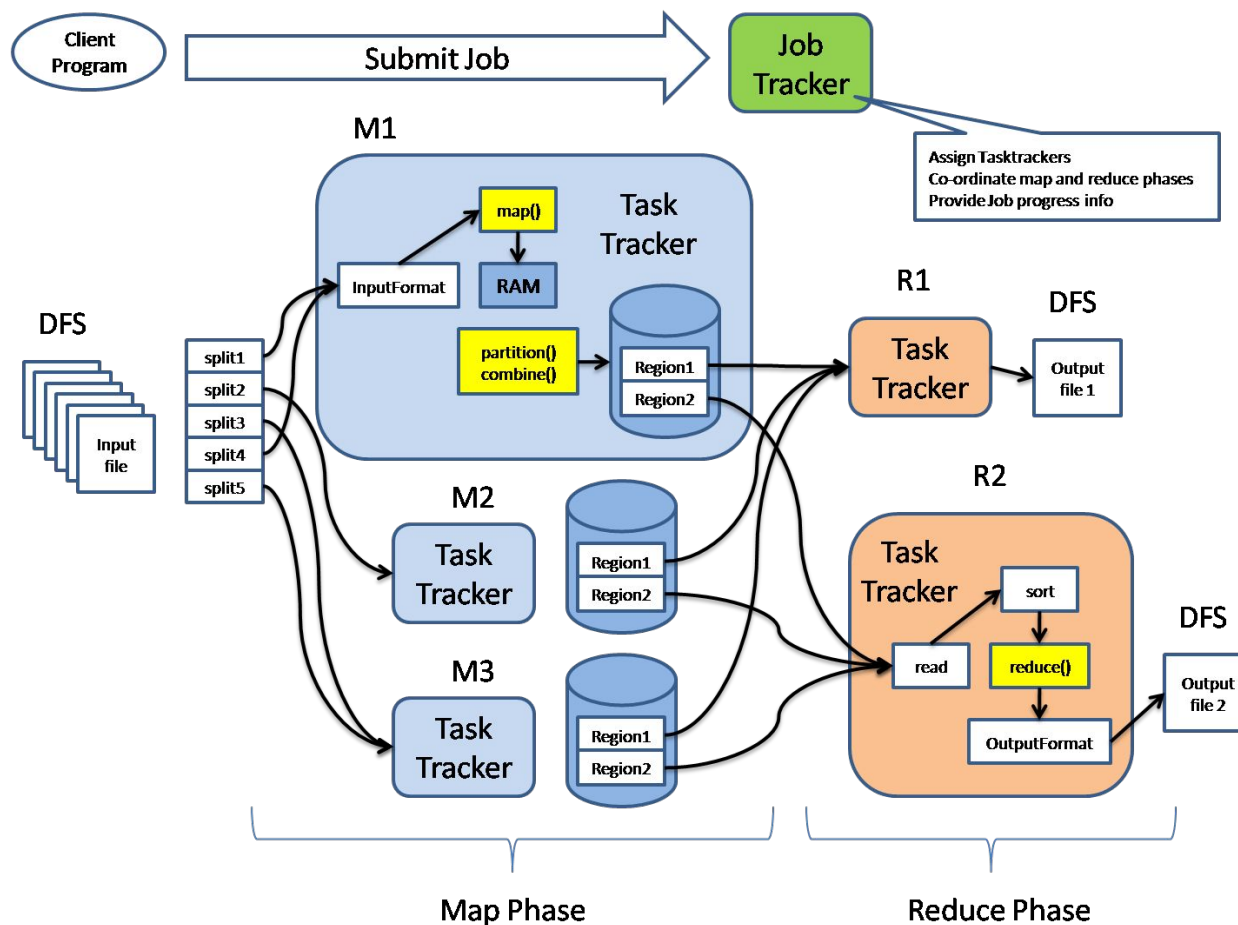 Client
Program
Submit Job
Job
Tracker
Assign Tasktrackers
Co-ordinate map and reduce phases
Provide Job progress info
M1
map()
Task
Tracker
InputFormat
RAM
partition()
combine()
Region1
Region2
DFS
Input
file
split1
split2
split3
split4
split5
M2
Task
Tracker
Region1
Region2
M3
Task
Tracker
Region1
Region2
R1
Task
Tracker
DFS
Output
file 1
R2
Task
Tracker
sort
read
reduce()
OutputFormat
DFS
Output
file 2
Map Phase
Reduce Phase